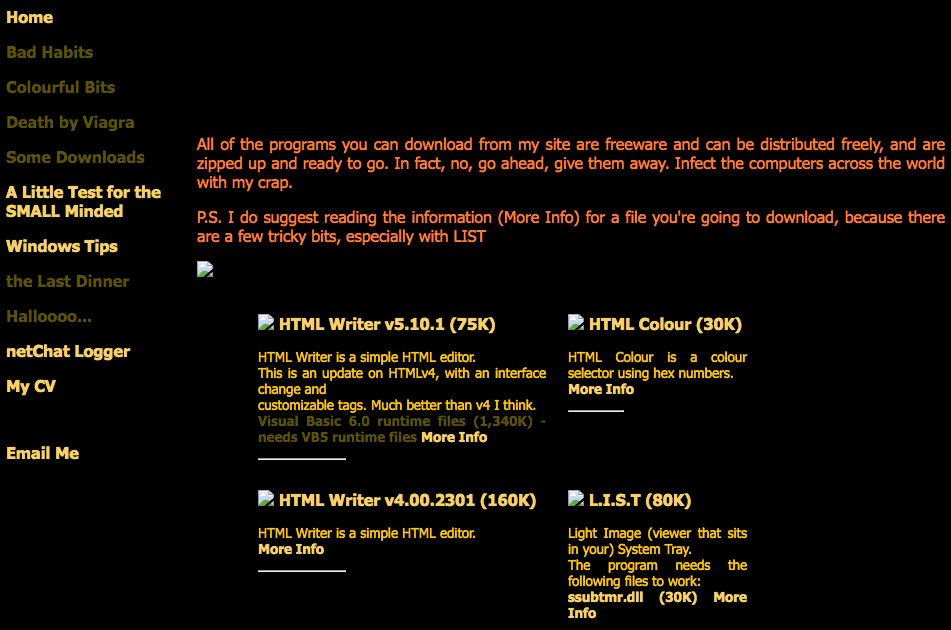 Home
Bad Habits
Colourful Bits
Death by Viagra
Some Downloads
A Little Test for the
SMALL Minded
Windows Tips
the Last Dinner
Halloooo...
netChat Logger
My CV
Email Me
All of the programs you can download from my site are freeware and can be distributed freely, and are
zipped up and ready to go. In fact, no, go ahead, give them away. Infect the computers across the world
with my crap.
P.S. I do suggest reading the information (More Info) for a file you're going to download, because there
are a few tricky bits, especially with LIST
HTML Writer v5.10.1 (75K)
HTML Writer is a simple HTML editor.
This is an update on HTMLv4, with an interface
change and
customizable tags. Much better than v4 I think.
Visual Basic 6.0 runtime files (1,340K) -
needs VB5 runtime files More Info
HTML Colour (30K)
HTML Colour is a colour
selector using hex numbers.
More Info
HTML Writer v4.00.2301 (160K)
HTML Writer is a simple HTML editor.
More Info
L.I.S.T (80K)
Light Image (viewer that sits
in your) System Tray.
The program needs the
following files to work:
ssubtmr.dll (30K) More
Info